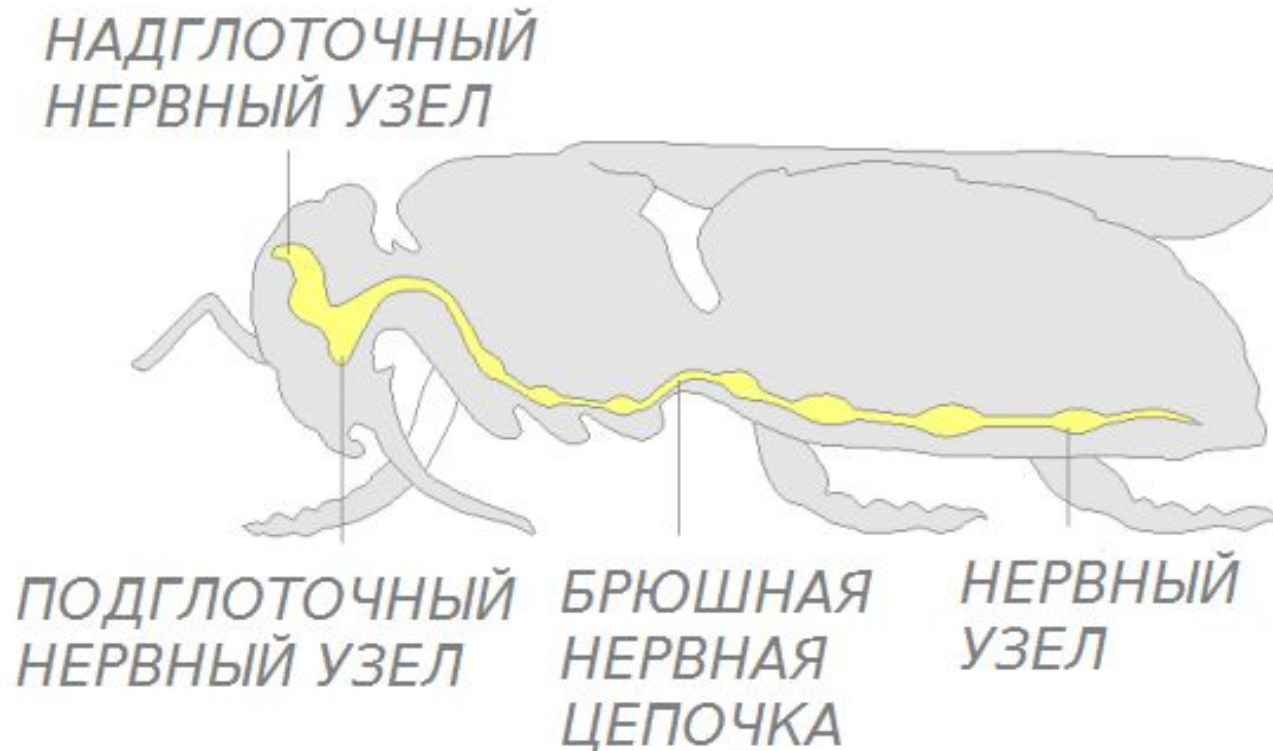 НАДГЛОТОЧНЫЙ
НЕРВНЫЙ УЗЕЛ
ПОДГЛОТОЧНЫЙ
НЕРВНЫЙ УЗЕЛ
БРЮШНАЯ
НЕРВНАЯ
ЦЕПОЧКА
НЕРВНЫЙ
УЗЕЛ